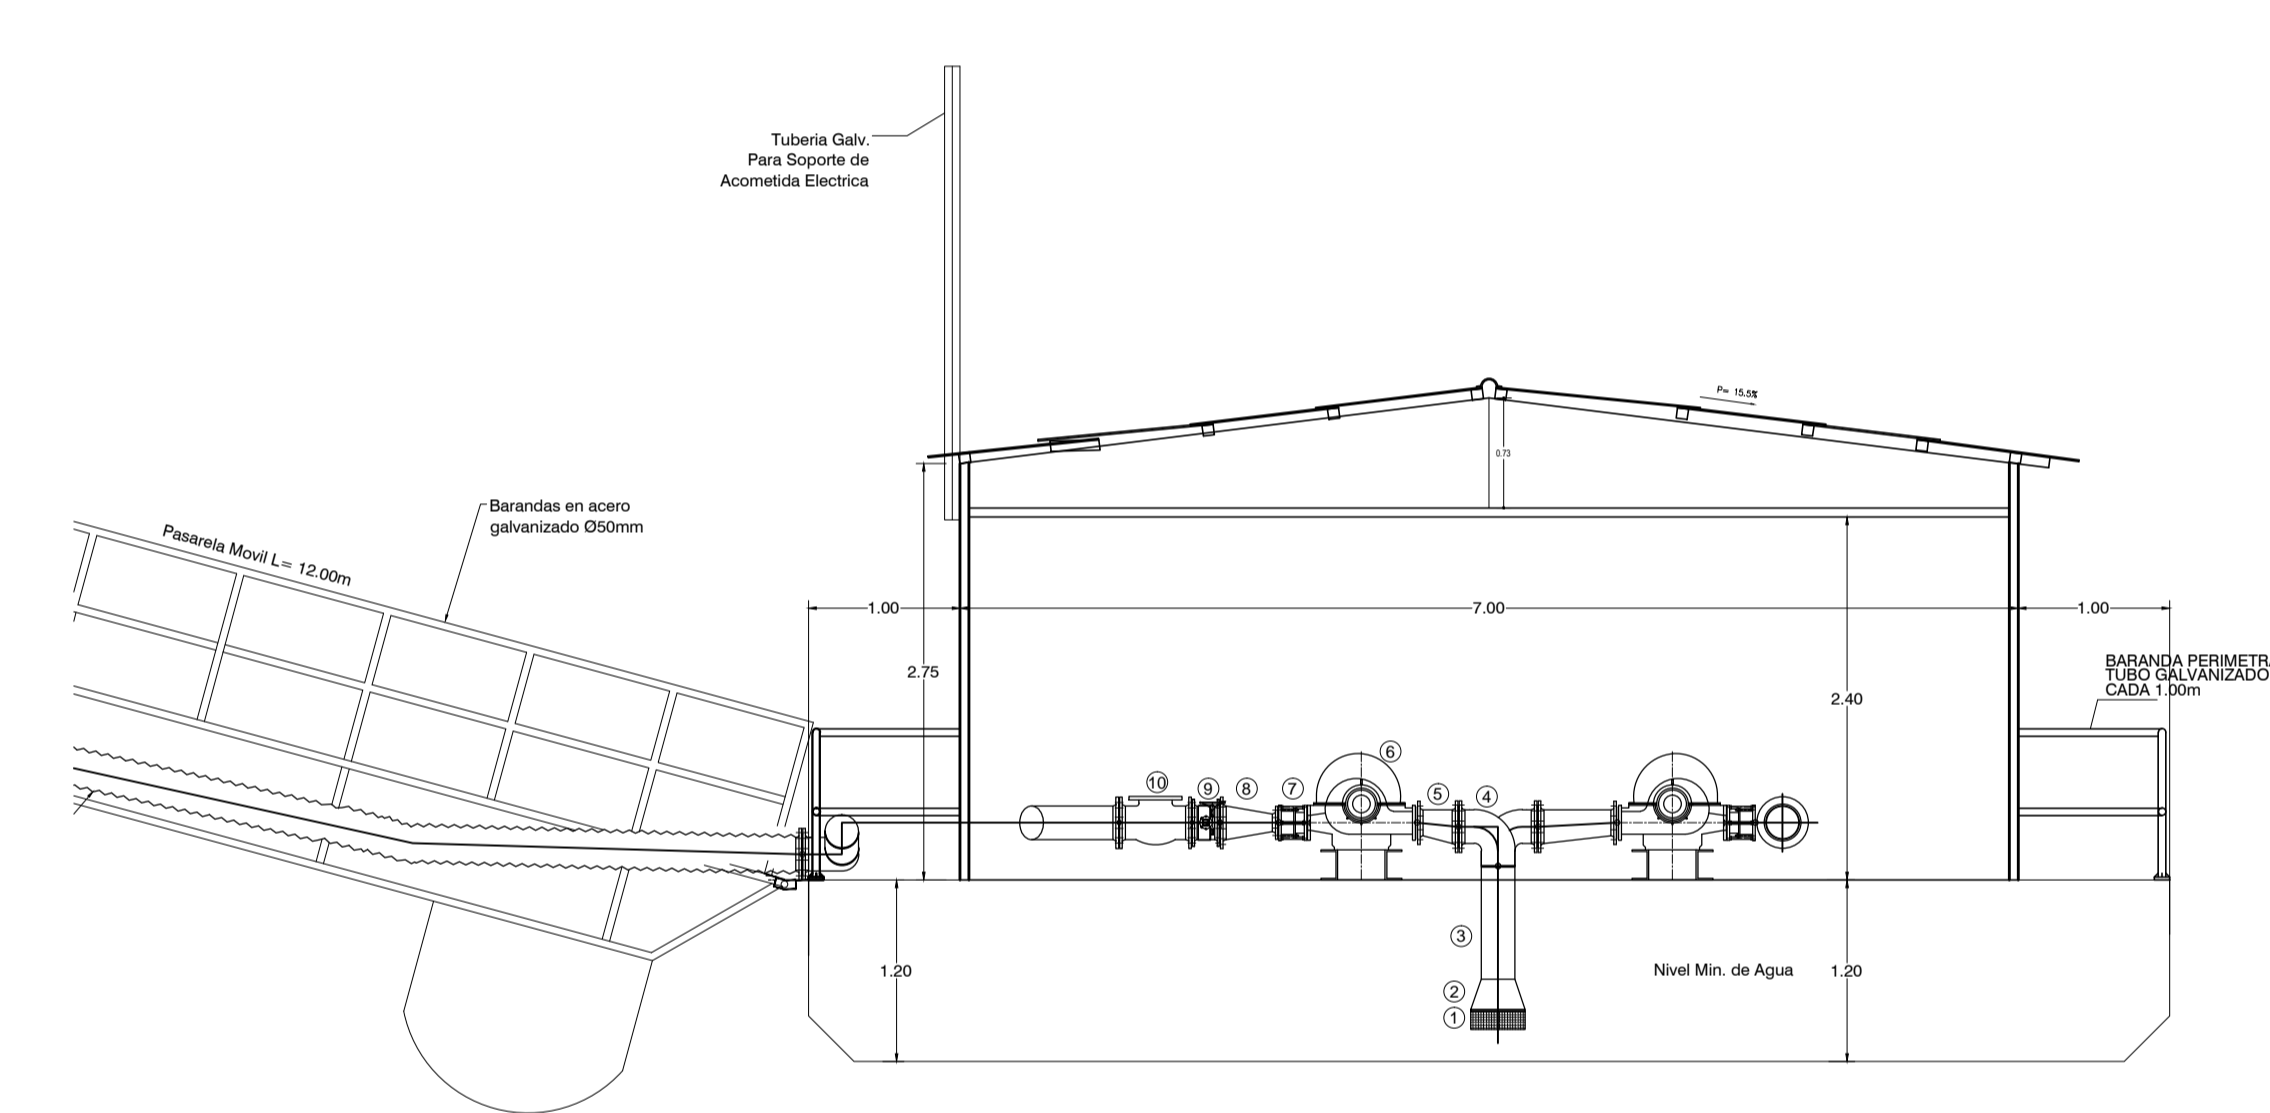 Tuberia Galv.
Para Soporte de
Acometida Electrica
P= 15.5%
0.73
Barandas en acero
galvanizado Ø50mm
Pasarela Movil L= 12.00m
1.00
7.00
1.00
2.75
2.40
BARANDA PERIMETRA
TUBO GALVANIZADO
CADA 1.00m
6
10
9
8
7
5
4
3
1.20
Nivel Min. de Agua
1.20
2
1